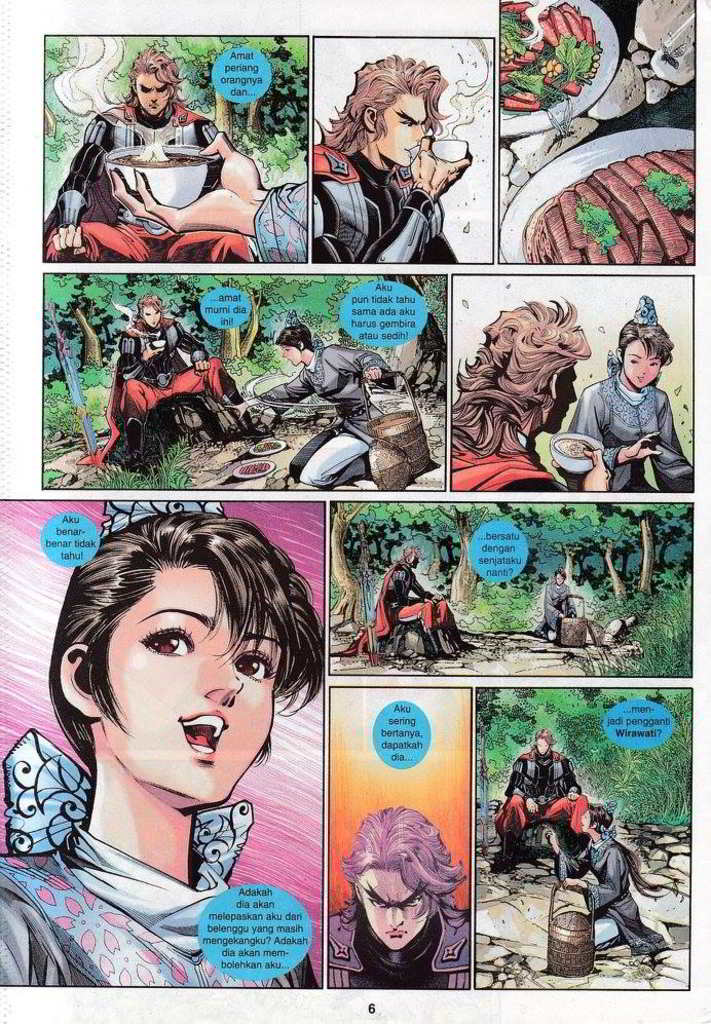 Amat
periang
orangnya
dan...
...amat
murni dia
ini!
Aku
pun tidak tahu
sama ada aku
harus gembira
atau sedih!
Aku
benar-
benar tidak
tahu!
Adakah
dia akan
melepaskan aku dari
belenggu yang masih
mengekangku? Adakah
dia akan mem-
bolehkan aku...
...bersatu
dengan
senjataku
nanti?
Aku
sering
bertanya,
dapatkah
dia...
...men-
jadi pengganti
Wirawati?
6